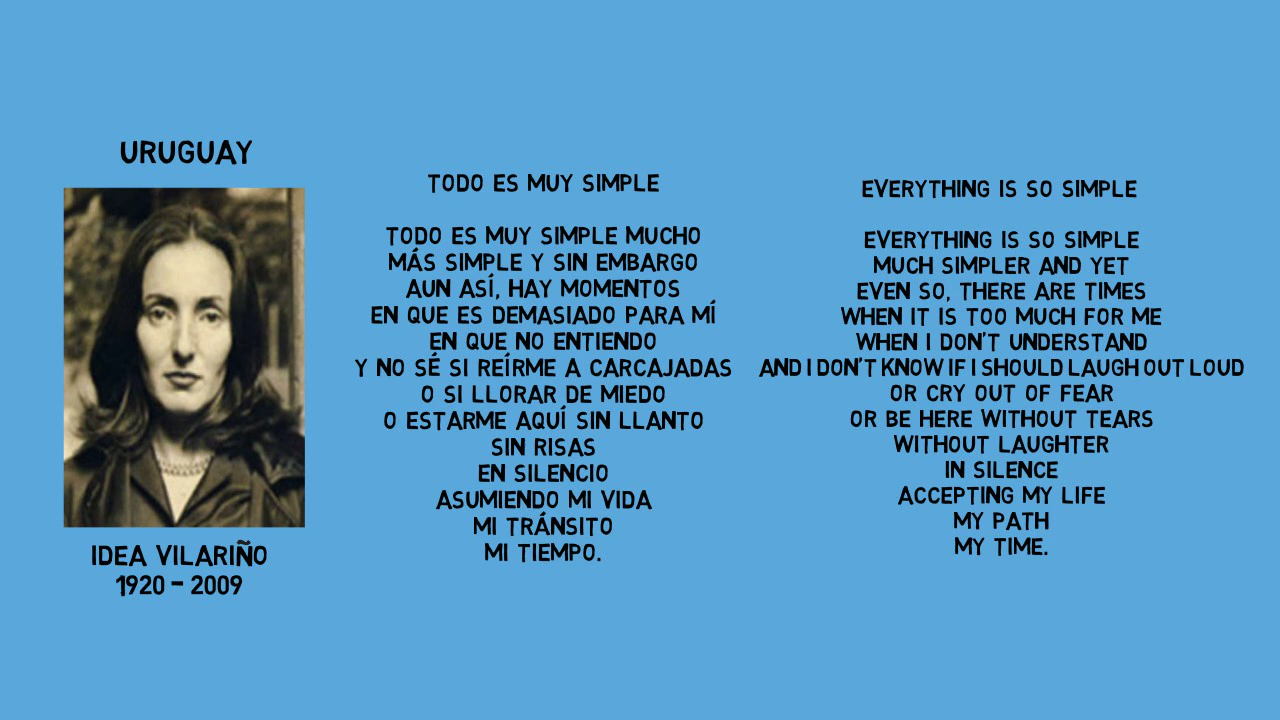 URUGUAY
IDEA VILARIÑO
1920 - 2009
TODO ES MUY SIMPLE
TODO ES MUY SIMPLE MUCHO
MÁS SIMPLE Y SIN EMBARGO
AUN ASÍ, HAY MOMENTOS
EN QUE ES DEMASIADO PARA MÍ
EN QUE NO ENTIENDO
Y NO SÉ SI REÍRME A CARCAJADAS
O SI LLORAR DE MIEDO
O ESTARME AQUÍ SIN LLANTO
SIN RISAS
EN SILENCIO
ASUMIENDO MI VIDA
MI TRÁNSITO
MI TIEMPO.
EVERYTHING IS SO SIMPLE
EVERYTHING IS SO SIMPLE
MUCH SIMPLER AND YET
EVEN SO, THERE ARE TIMES
WHEN IT IS TOO MUCH FOR ME
WHEN I DON'T UNDERSTAND
AND I DON'T KNOW IF I SHOULD LAUGH OUT LOUD
OR CRY OUT OF FEAR
OR BE HERE WITHOUT TEARS
WITHOUT LAUGHTER
IN SILENCE
ACCEPTING MY LIFE
MY PATH
MY TIME.